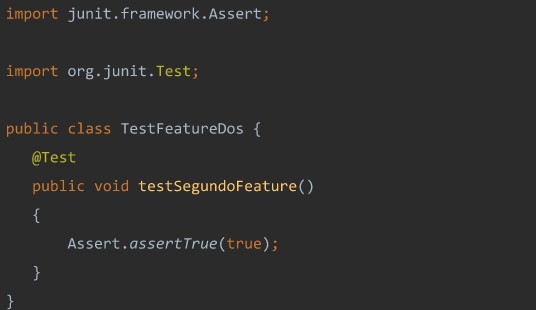 import junit.framework.Assert;
import org.junit.Test;
public class TestFeatureDos {
@Test
public void testSegundoFeature()
{
Assert.assertTrue(true);
}
}